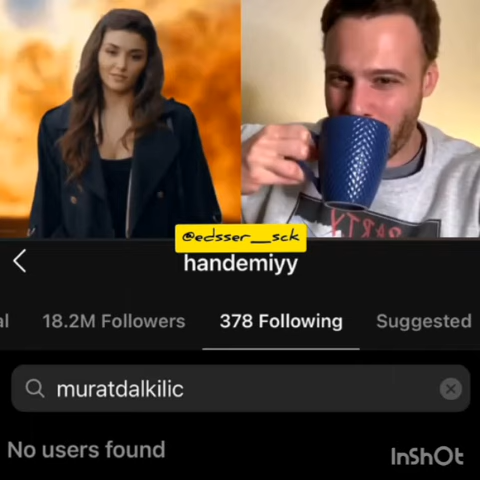 @edsser__sck
handemiyy
al 18.2M Followers 378 Following Suggested
muratdalkilic
No users found
InShOt